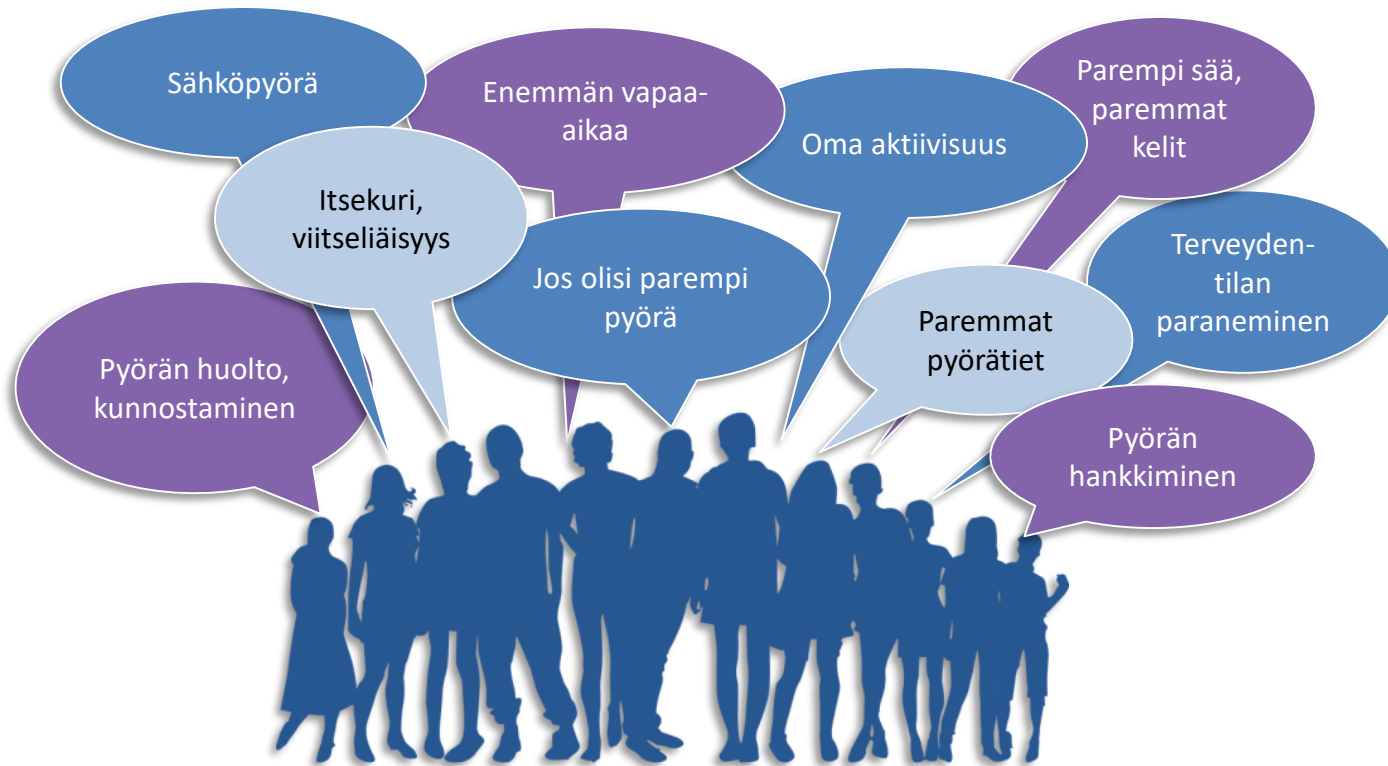 Sähköpyörä
Enemmän vapaa-
aikaa
Parempi sää,
paremmat
kelit
Oma aktiivisuus
Itsekuri,
viitseliäisyys
Jos olisi parempi
pyörä
Terveyden-
tilan
paraneminen
Paremmat
pyörätiet
Pyörän huolto,
kunnostaminen
Pyörän
hankkiminen